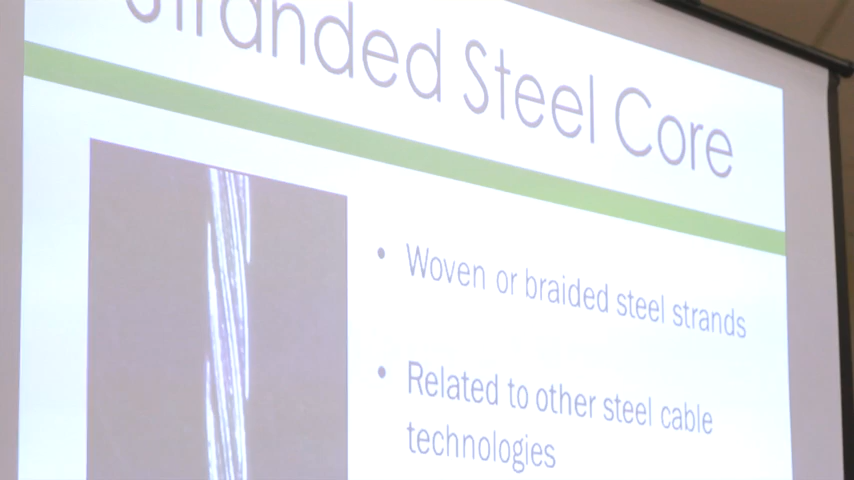 Stranded Steel Core
• Woven or braided steel strands
• Related to other steel cable
technologies